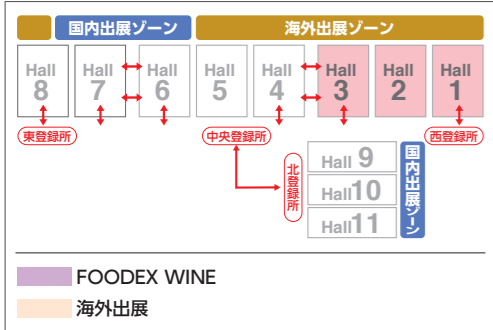 国内出展ゾーン
海外出展ゾーン
Hall 8
Hall 7
Hall 6
Hall 5
Hall 4
Hall 3
Hall 2
Hall 1
東登録所
中央登録所
西登録所
北登録所
Hall 9
Hall 10
Hall 11
国内出展ゾーン
FOODEX WINE
海外出展